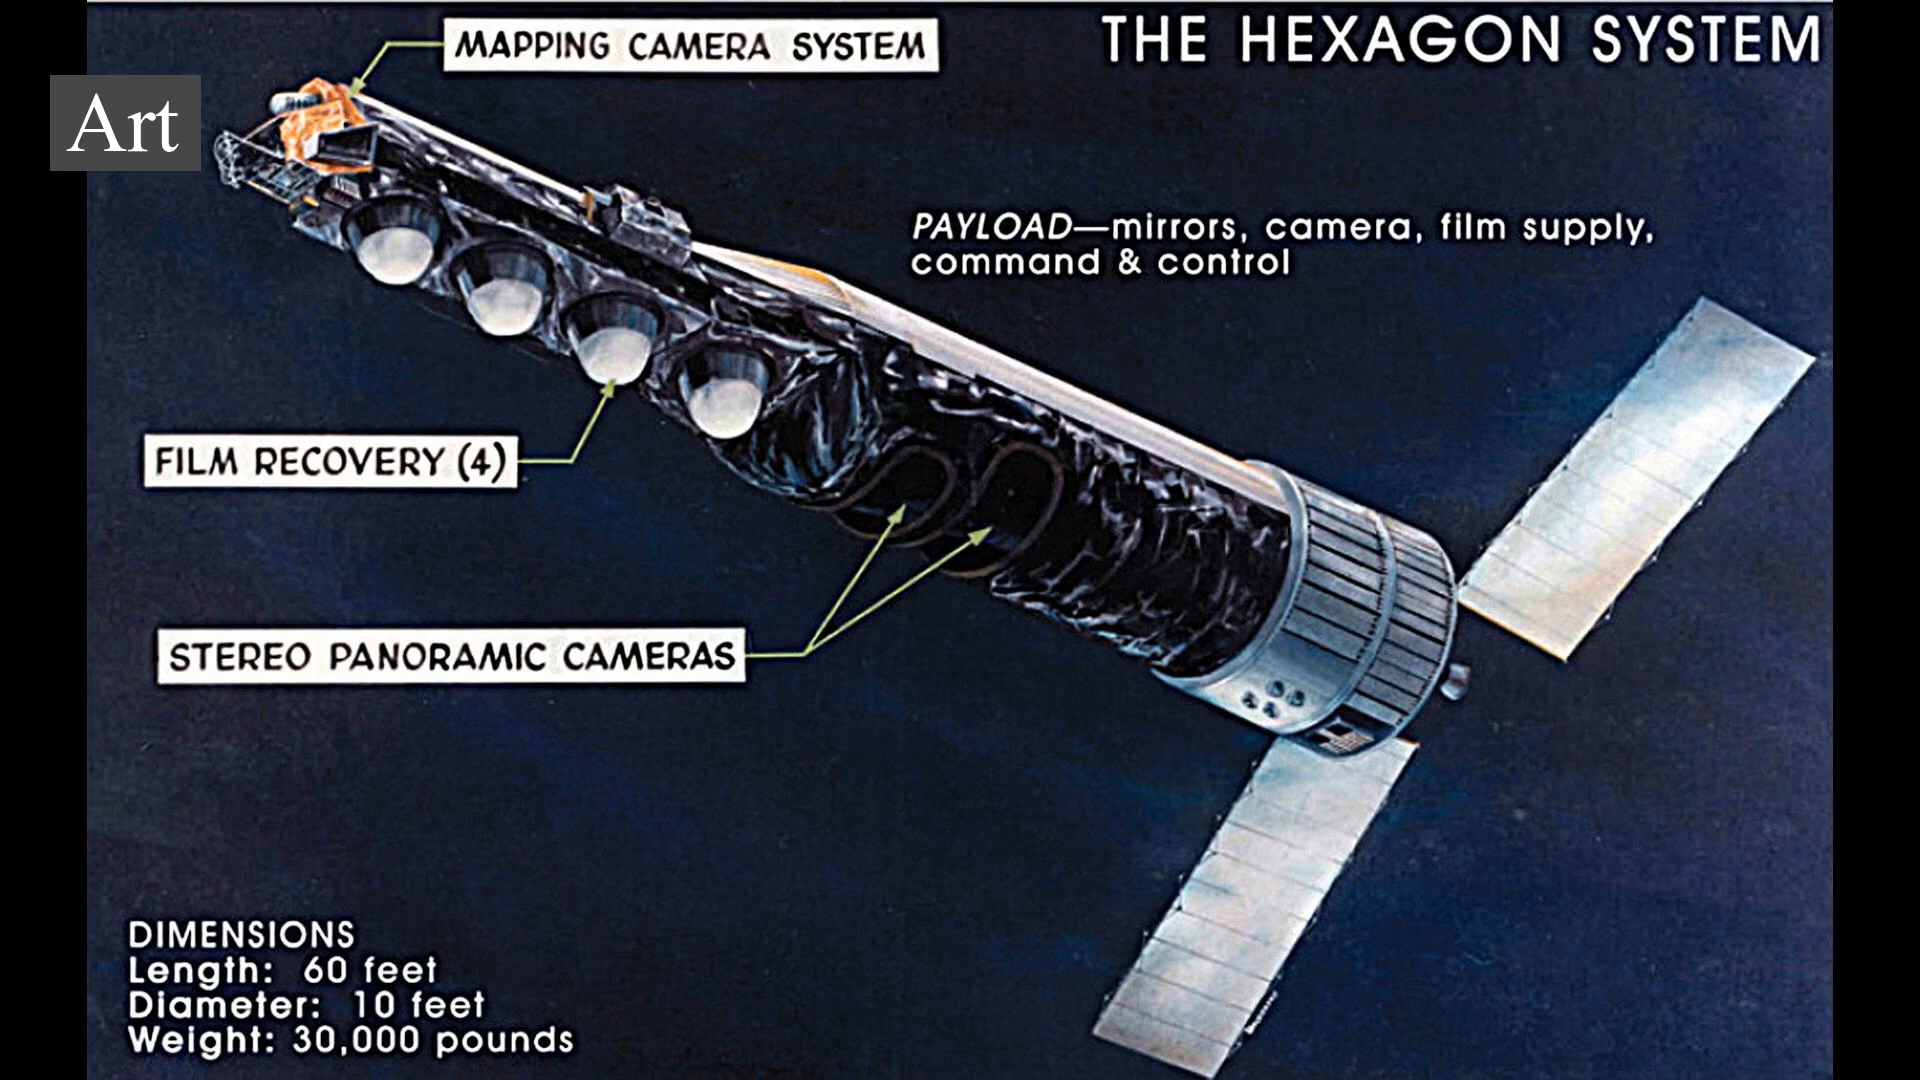 MAPPING CAMERA SYSTEM
THE HEXAGON SYSTEM
Art
PAYLOAD—mirrors, camera, film supply,
command & control
FILM RECOVERY (4)
STEREO PANORAMIC CAMERAS
DIMENSIONS
Length: 60 feet
Diameter: 10 feet
Weight: 30,000 pounds